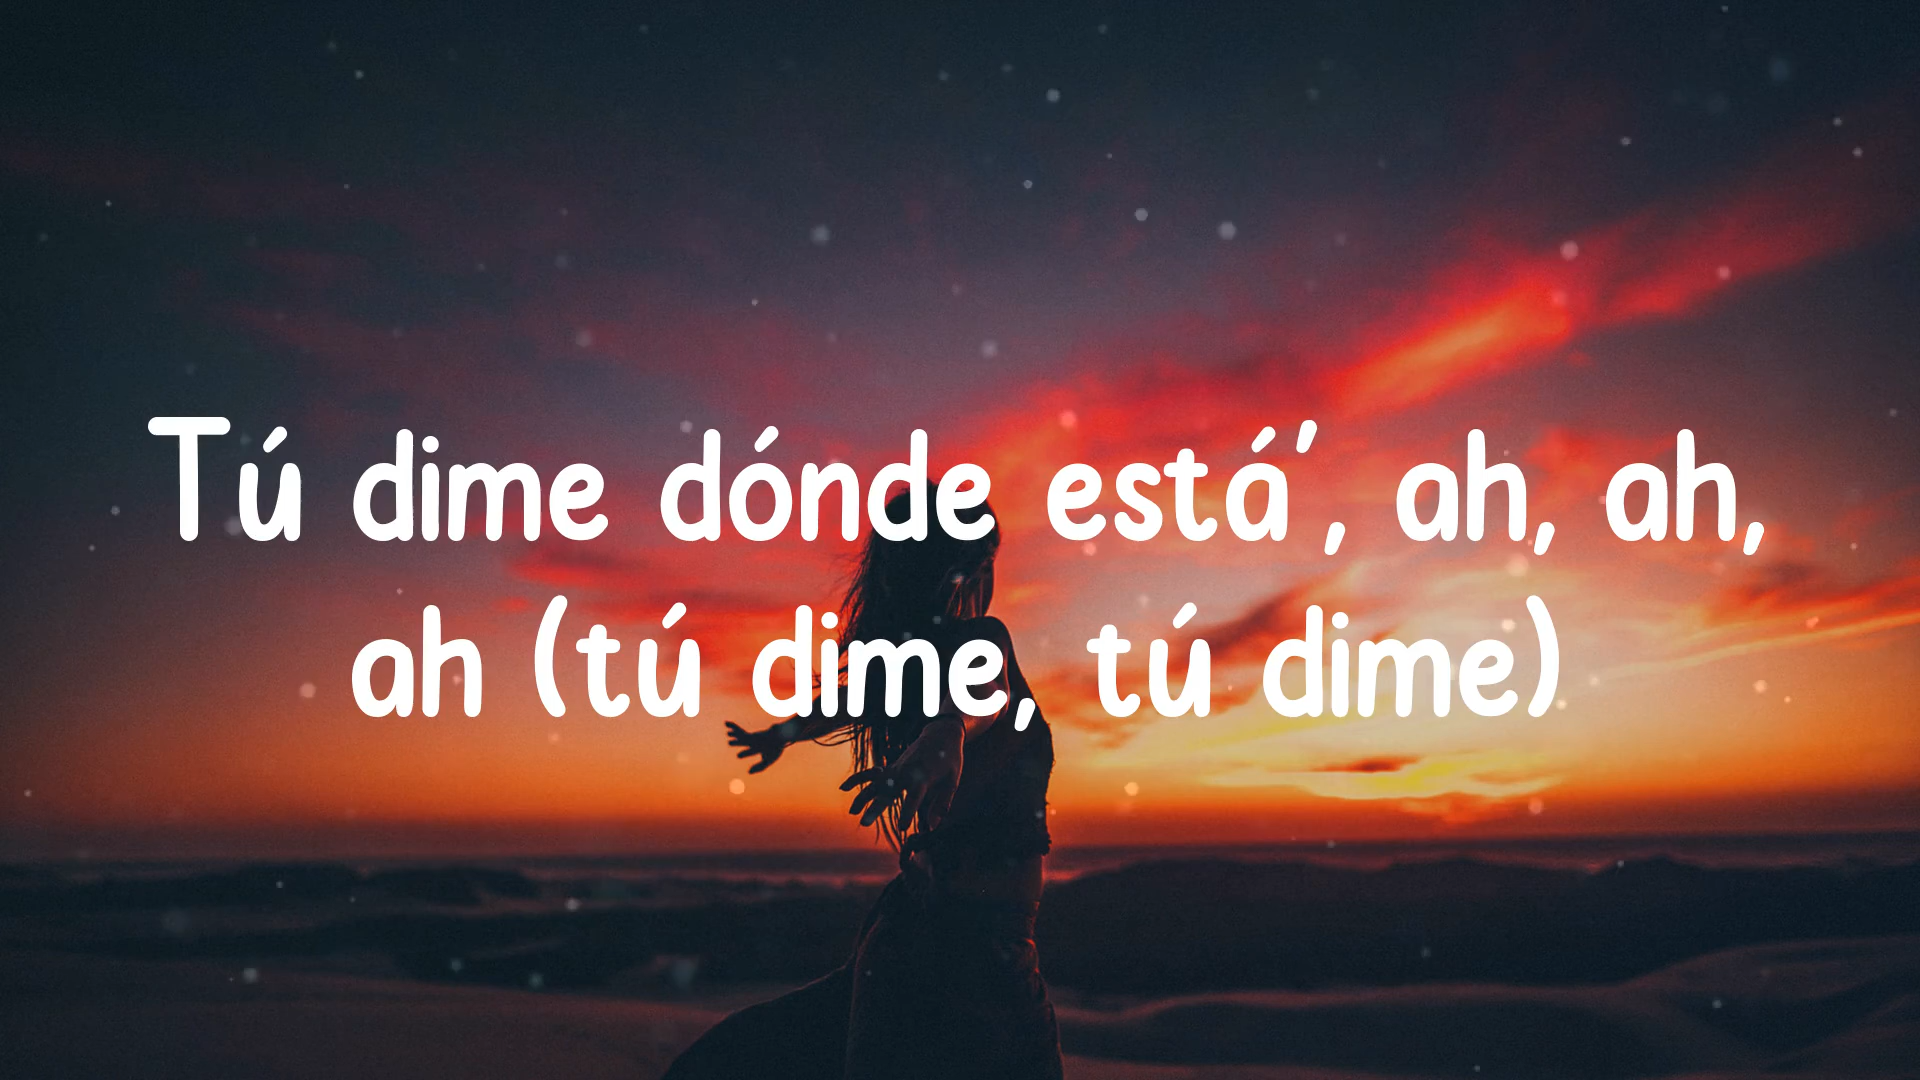 Tú dime dónde está', ah, ah,
ah (tú dime, tú dime)